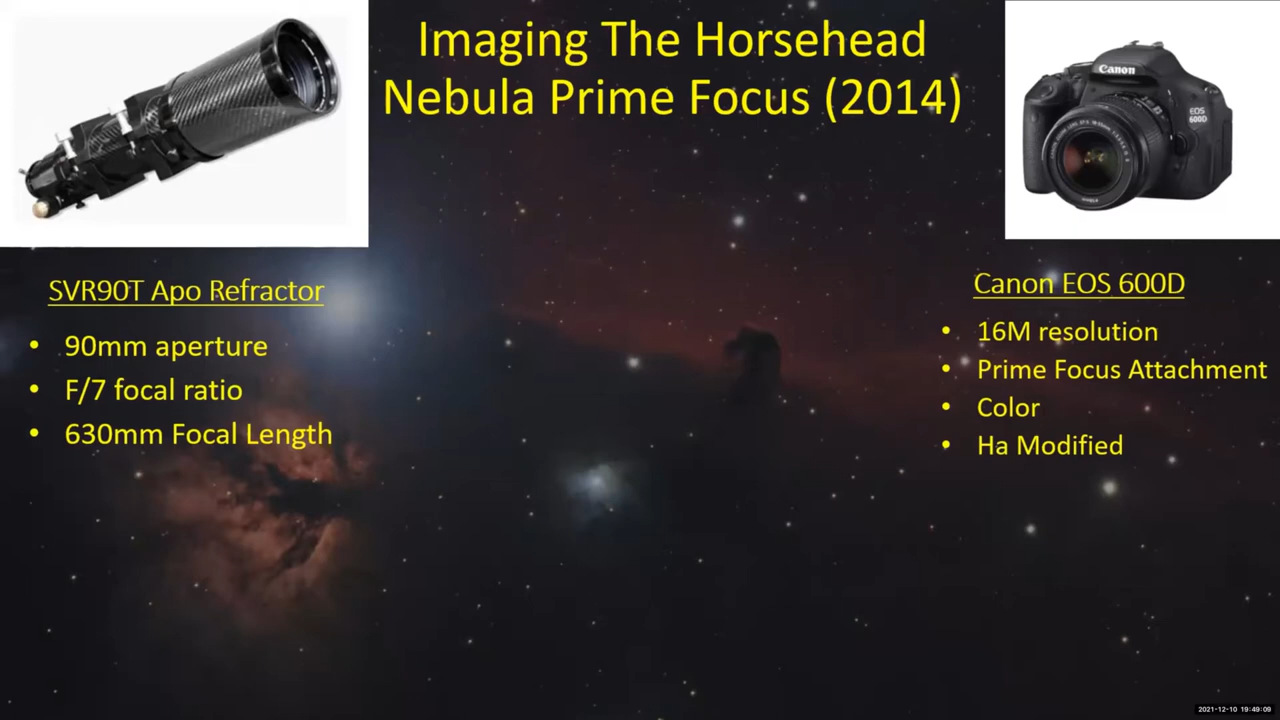 Imaging The Horsehead
Nebula Prime Focus (2014)
Canon
EOS
600D
SVR90T Apo Refractor
• 90mm aperture
• F/7 focal ratio
• 630mm Focal Length
Canon EOS 600D
• 16M resolution
• Prime Focus Attachment
• Color
• Ha Modified
2021-12-10 19:49:09